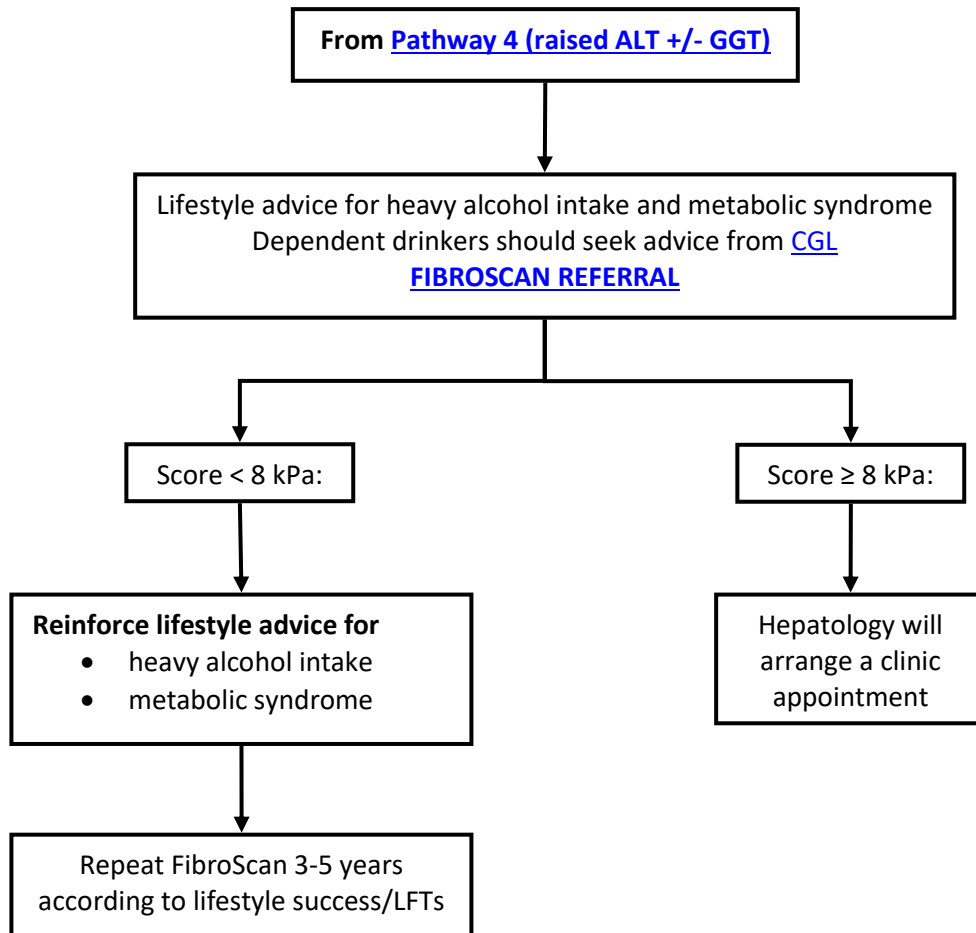 From Pathway 4 (raised ALT +/- GGT)
Lifestyle advice for heavy alcohol intake and metabolic syndrome
Dependent drinkers should seek advice from CGL
FIBROSCAN REFERRAL
Score < 8 kPa:
Score ≥ 8 kPa:
Reinforce lifestyle advice for
• heavy alcohol intake
• metabolic syndrome
Hepatology will
arrange a clinic
appointment
Repeat FibroScan 3-5 years
according to lifestyle success/LFTs